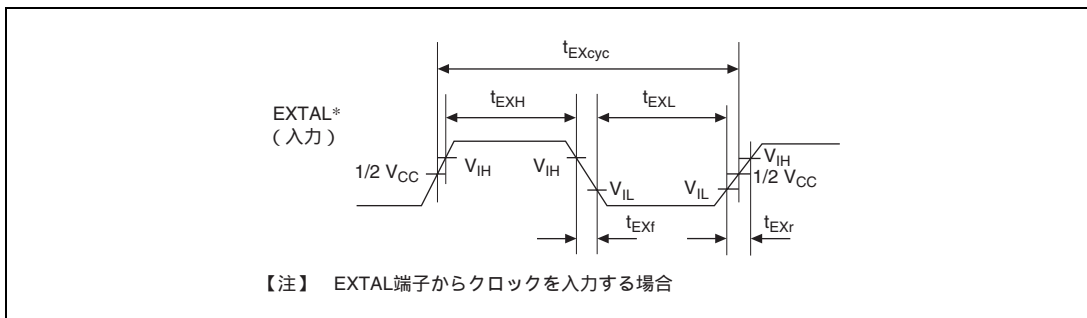 tEXcyc
tEXH
tEXL
EXTAL*
(入力)
1/2 VCC
VIH
VIH
VIL
VIL
VIH
1/2 VCC
tEXf
tEXr
【注】 EXTAL端子からクロックを入力する場合